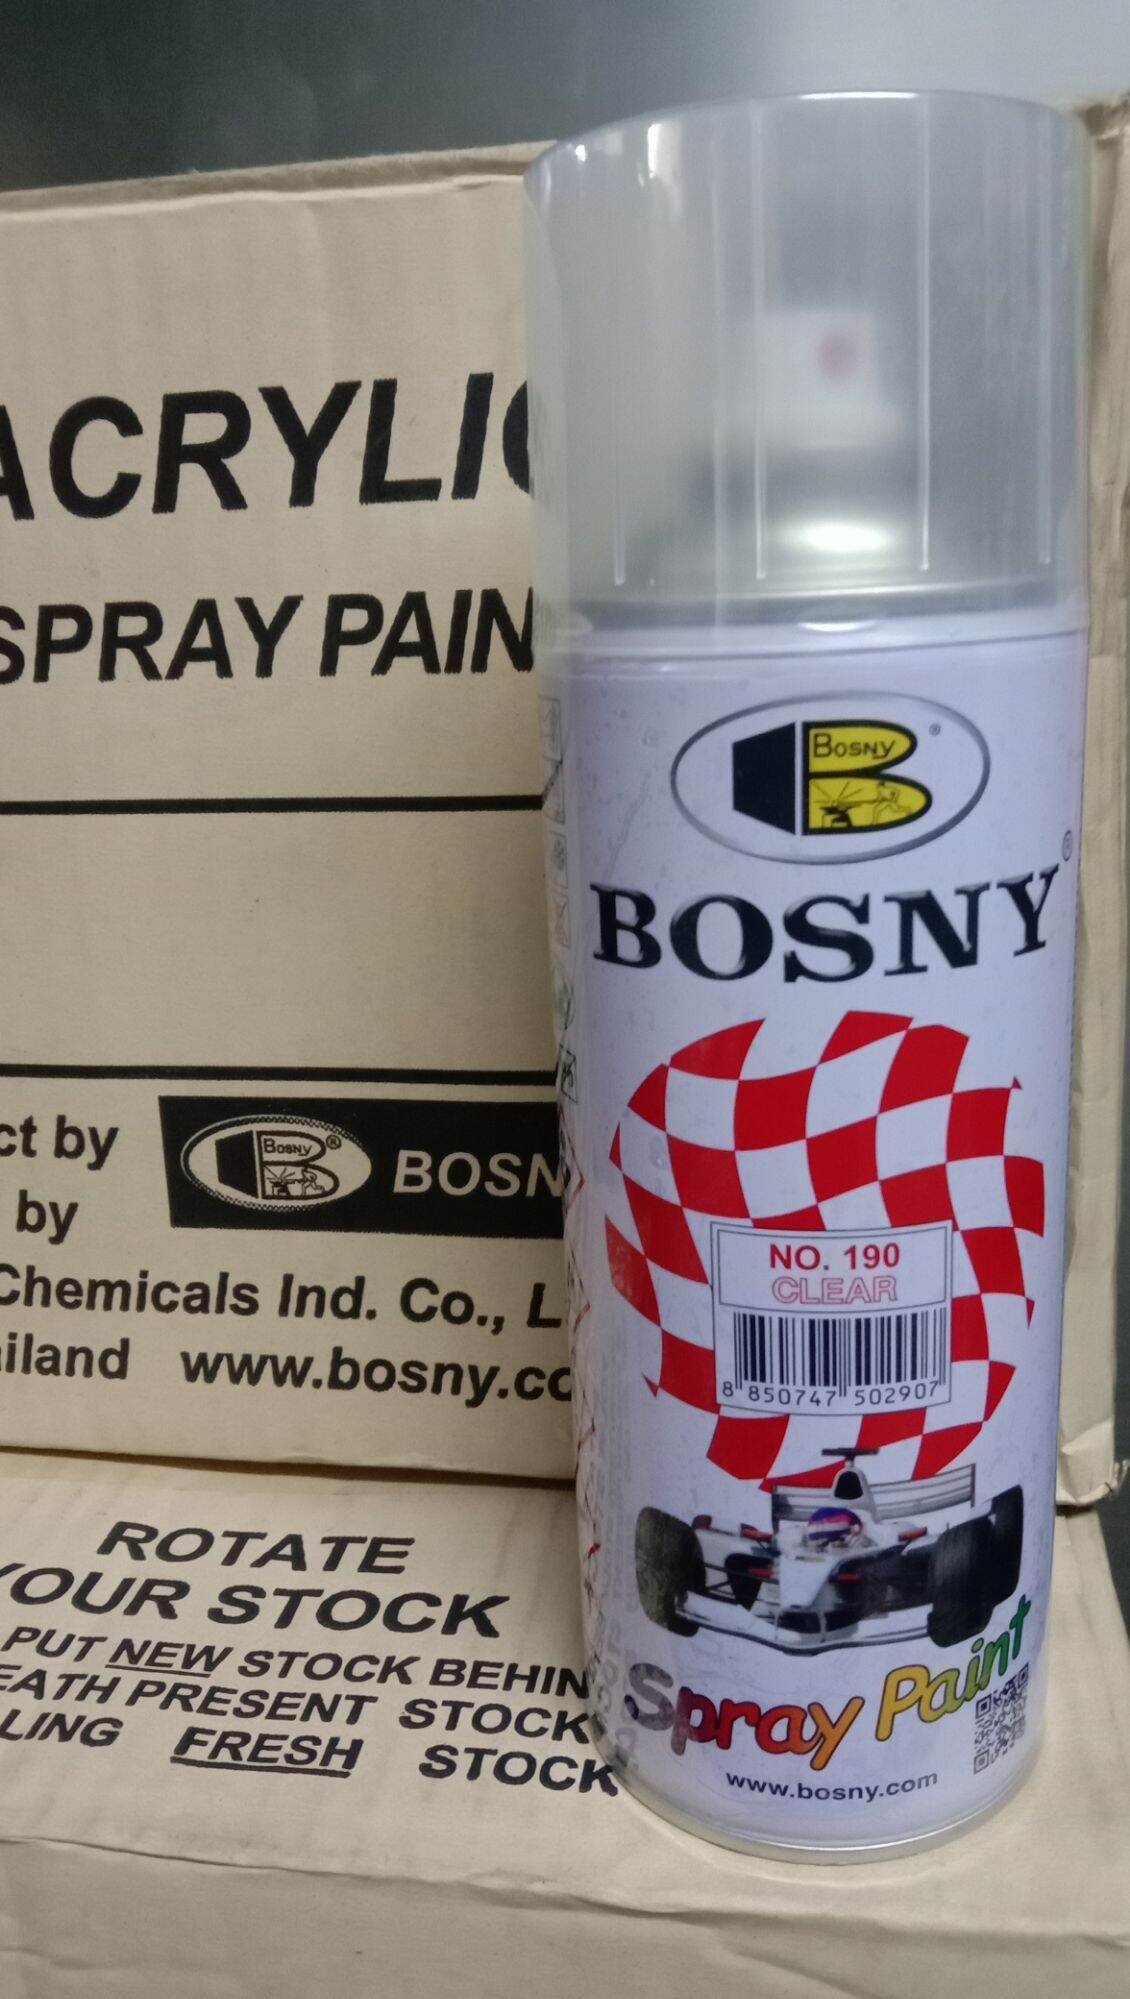 ACRYLIC
SPRAY PAIN
ct by
Bosny
BOSN
by
Chemicals Ind. Co., L
ailand www.bosny.co
ROTATE
YOUR STOCK
PUT NEW STOCK BEHIN
EATH PRESENT STOCK
LING FRESH STOCK
BOSNY
BOSNY
NO. 190
CLEAR
8 850747 502907
Spray Paint
www.bosny.com